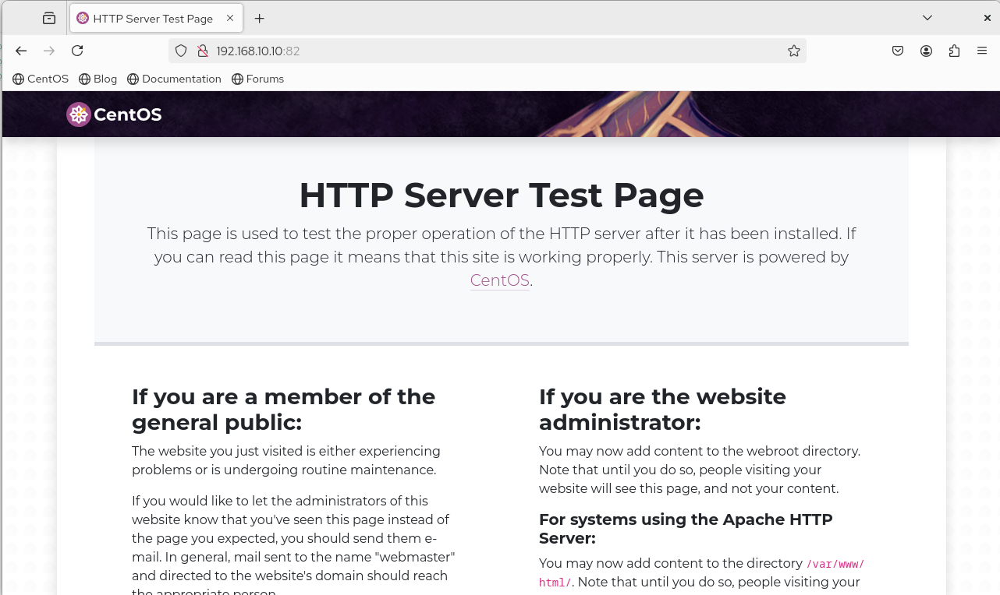 HTTP Server Test Page
192.168.10.10:82
CentOS Blog Documentation Forums
CentOS
HTTP Server Test Page
This page is used to test the proper operation of the HTTP server after it has been installed. If
you can read this page it means that this site is working properly. This server is powered by
CentOS.
If you are a member of the
general public:
The website you just visited is either experiencing
problems or is undergoing routine maintenance.
If you would like to let the administrators of this
website know that you've seen this page instead of
the page you expected, you should send them e-
mail. In general, mail sent to the name "webmaster"
and directed to the website's domain should reach
the appropriate person.
If you are the website
administrator:
You may now add content to the webroot directory.
Note that until you do so, people visiting your
website will see this page, and not your content.
For systems using the Apache HTTP
Server:
You may now add content to the directory /var/www/
html/. Note that until you do so, people visiting your